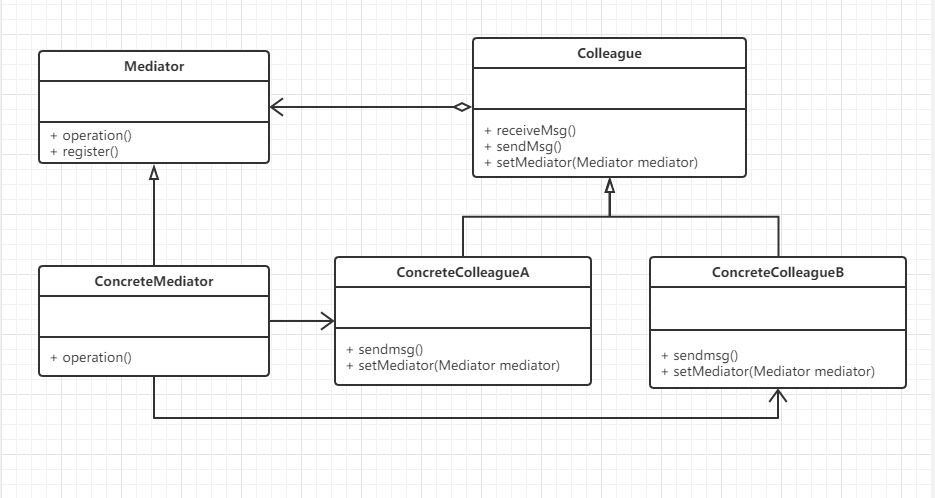 Mediator
+ operation()
+ register()
Colleague
+ receiveMsg()
+ sendMsg()
+ setMediator(Mediator mediator)
ConcreteMediator
+ operation()
ConcreteColleagueA
+ sendmsg()
+ setMediator(Mediator mediator)
ConcreteColleagueB
+ sendmsg()
+ setMediator(Mediator mediator)